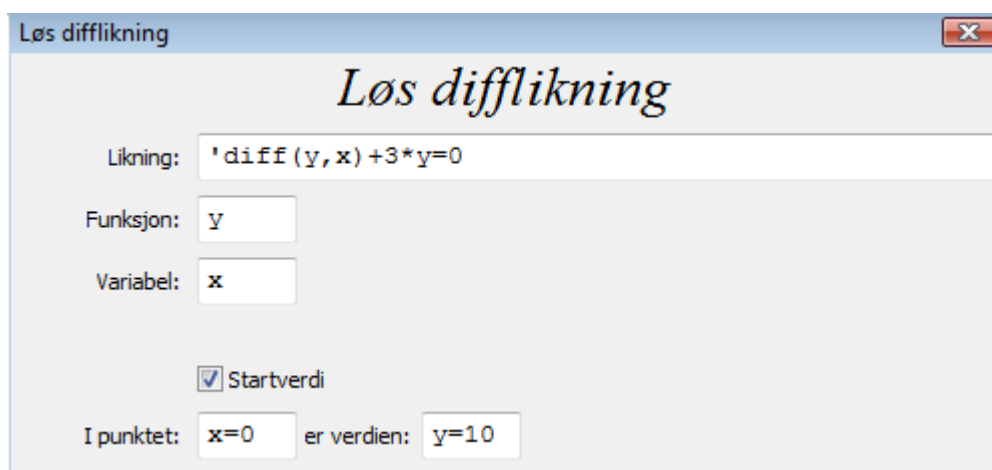 Løs difflikning
Løs difflikning
Likning: 'diff(y,x)+3*y=0
Funksjon: y
Variabel: x
Startverdi
I punktet: x=0 er verdien: y=10